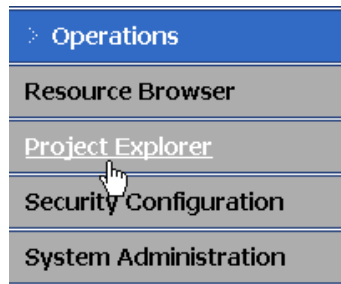 Operations
Resource Browser
Project Explorer
Security Configuration
System Administration